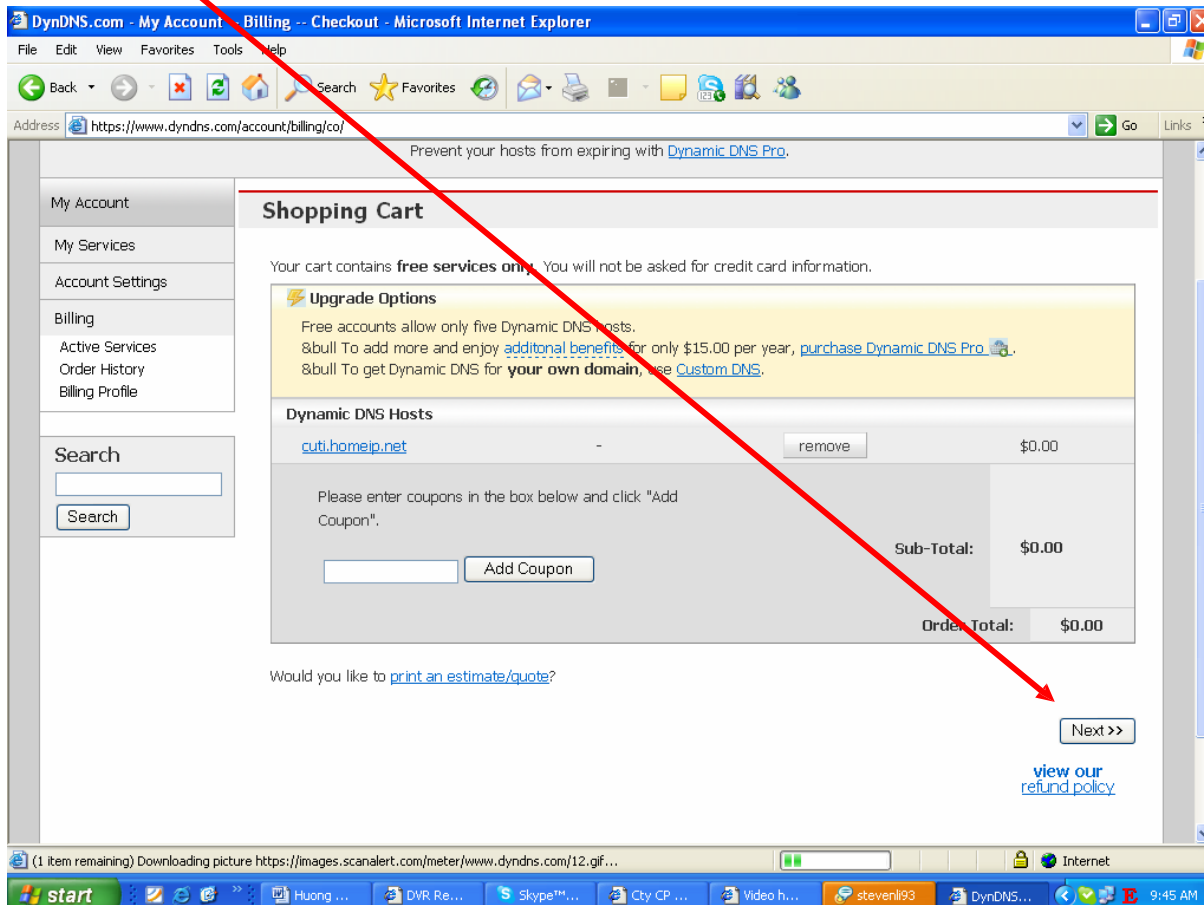 DynDNS.com - My Account -- Billing -- Checkout - Microsoft Internet Explorer
File Edit View Favorites Tools Help
Back Search Favorites
Address https://www.dyndns.com/account/billing/co/ Go Links
Prevent your hosts from expiring with Dynamic DNS Pro.
My Account
My Services
Account Settings
Billing
Active Services
Order History
Billing Profile
Search
Search
Shopping Cart
Your cart contains free services only. You will not be asked for credit card information.
Upgrade Options
Free accounts allow only five Dynamic DNS hosts.
&bull To add more and enjoy additonal benefits for only $15.00 per year, purchase Dynamic DNS Pro .
&bull To get Dynamic DNS for your own domain, use Custom DNS.
Dynamic DNS Hosts
cuti.homeip.net - remove $0.00
Please enter coupons in the box below and click "Add
Coupon".
Add Coupon
Sub-Total: $0.00
Order Total: $0.00
Would you like to print an estimate/quote?
Next >>
view our
refund policy
(1 item remaining) Downloading picture https://images.scanalert.com/meter/www.dyndns.com/12.gif... Internet
start Huong ... DVR Re... Skype™... Cty CP ... Video h... stevenli93 DynDNS... 9:45 AM